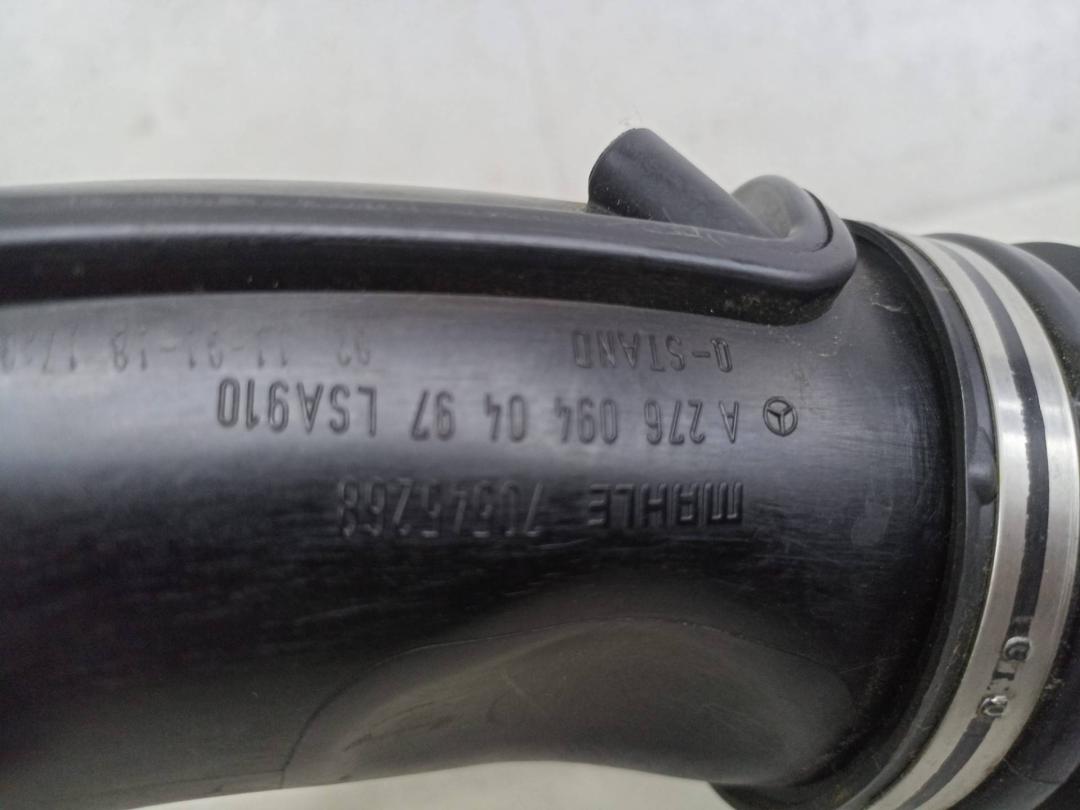 MAHLE 70545268
A 276 094 04 97 LSA910
Q-STAND